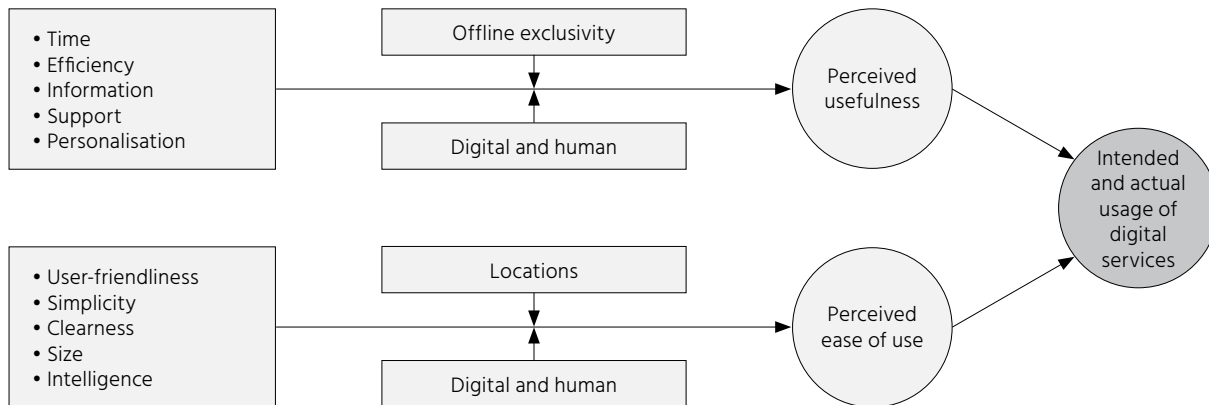 • Time
• Efficiency
• Information
• Support
• Personalisation
Offline exclusivity
Digital and human
Perceived
usefulness
Intended
and actual
usage of
digital
services
• User-friendliness
• Simplicity
• Clearness
• Size
• Intelligence
Locations
Digital and human
Perceived
ease of use